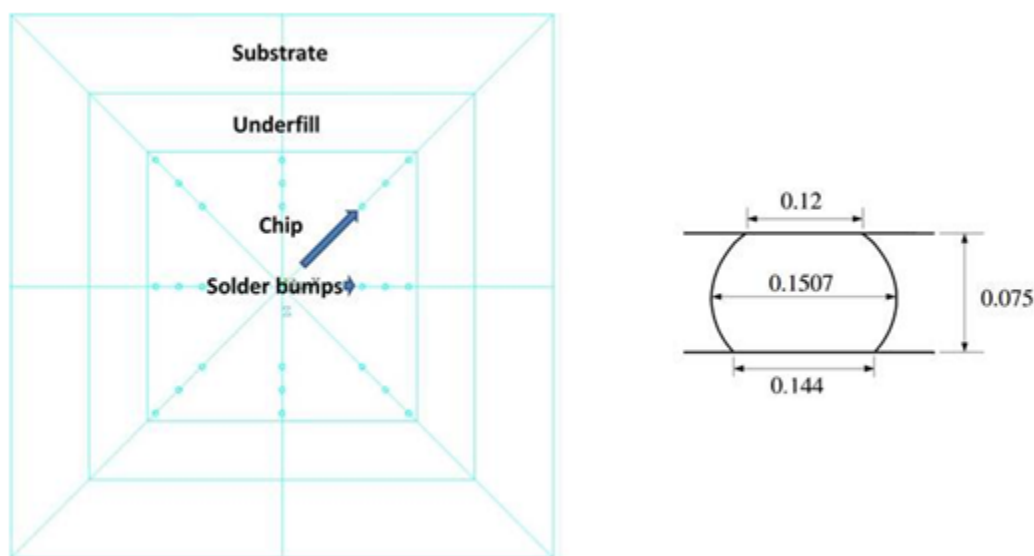 Substrate
Underfill
Chip
Solder bumps
0.12
0.1507
0.075
0.144